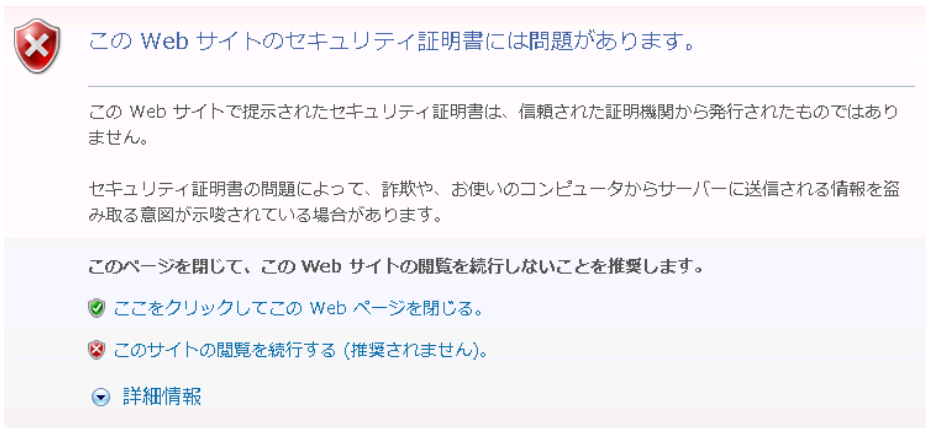 この Web サイトのセキュリティ証明書には問題があります。
この Web サイトで提示されたセキュリティ証明書は、信頼された証明機関から発行されたものではあり
ません。
セキュリティ証明書の問題によって、詐欺や、お使いのコンピュータからサーバーに送信される情報を盗
み取る意図が示唆されている場合があります。
このページを閉じて、この Web サイトの閲覧を続行しないことを推奨します。
ここをクリックしてこの Web ページを閉じる。
このサイトの閲覧を続行する (推奨されません)。
詳細情報